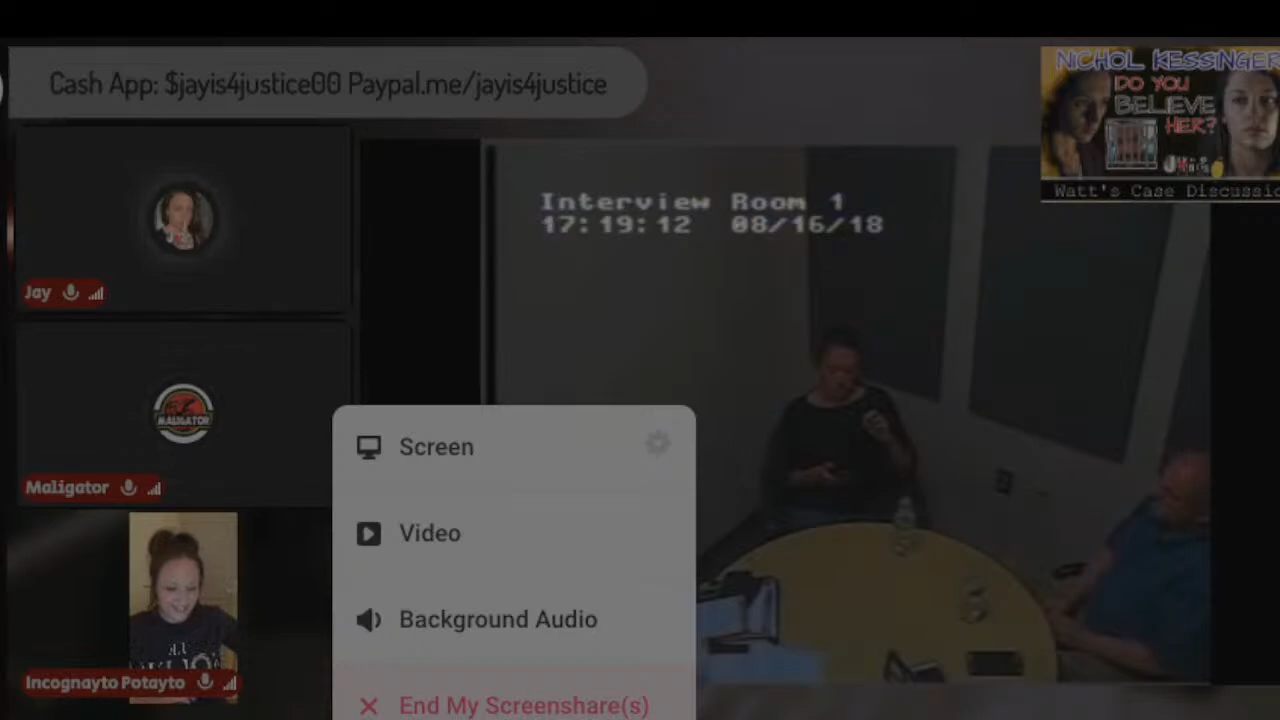 Cash App: $jayis4justice00 Paypal.me/jayis4justice
NICHOL KESSINGER
DO YOU
BELIEVE
HER?
Watt's Case Discussio
Interview Room 1
17:19:12 08/16/18
Jay
MALIGATOR
Maligator
Screen
Video
Background Audio
Incognayto Potayto
End My Screenshare(s)